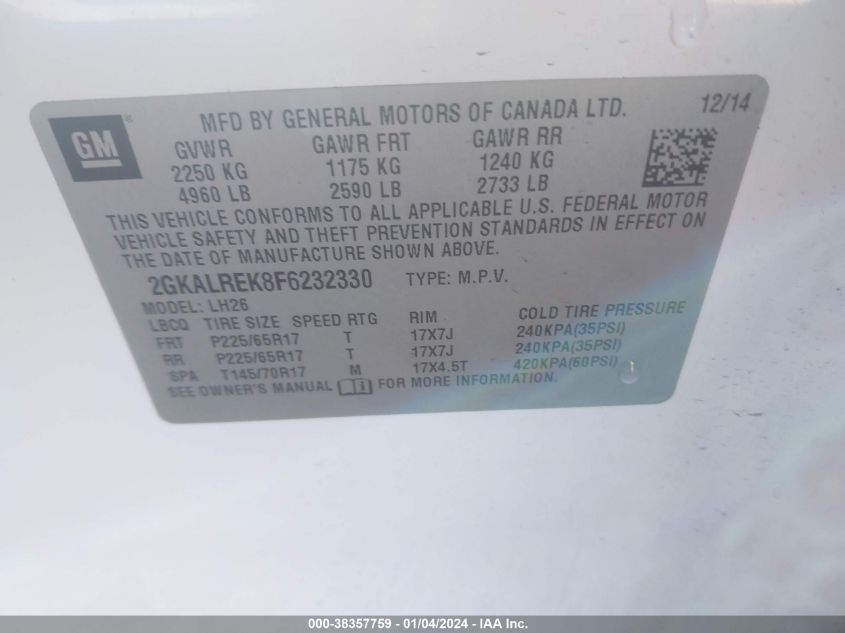 GM ®
MFD BY GENERAL MOTORS OF CANADA LTD. 12/14
GVWR GAWR FRT GAWR RR
2250 KG 1175 KG 1240 KG
4960 LB 2590 LB 2733 LB
THIS VEHICLE CONFORMS TO ALL APPLICABLE U.S. FEDERAL MOTOR
VEHICLE SAFETY AND THEFT PREVENTION STANDARDS IN EFFECT ON
THE DATE OF MANUFACTURE SHOWN ABOVE.
2GKALREK8F6232330 TYPE: M.P.V.
MODEL: LH26
LBCQ TIRE SIZE SPEED RTG RIM COLD TIRE PRESSURE
FRT P225/65R17 T 17X7J 240KPA(35PSI)
RR P225/65R17 T 17X7J 240KPA(35PSI)
SPA T145/70R17 M 17X4.5T 420KPA(60PSI)
SEE OWNER'S MANUAL FOR MORE INFORMATION.
000-38357759 - 01/04/2024 - IAA Inc.